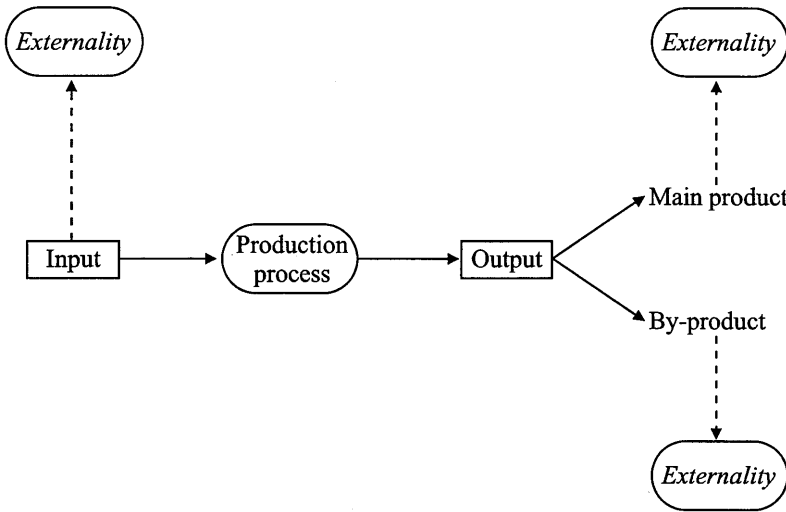 Externality
Externality
Main product
Input
Production
process
Output
By-product
Externality